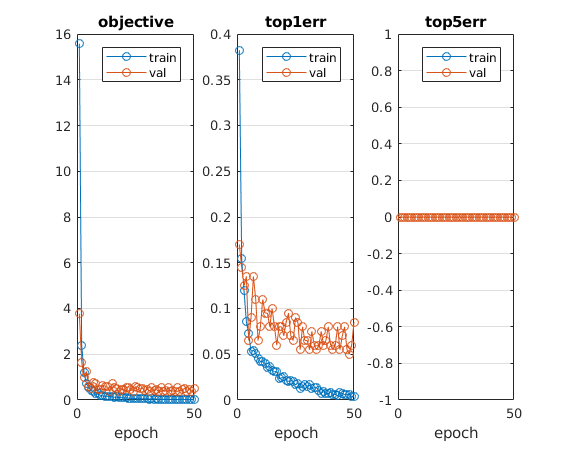 objective
16
14
12
10
8
6
4
2
0
0
50
epoch
train
val
top1err
0.4
0.35
0.3
0.25
0.2
0.15
0.1
0.05
0
0
50
epoch
train
val
top5err
1
0.8
0.6
0.4
0.2
0
-0.2
-0.4
-0.6
-0.8
-1
0
50
epoch
train
val